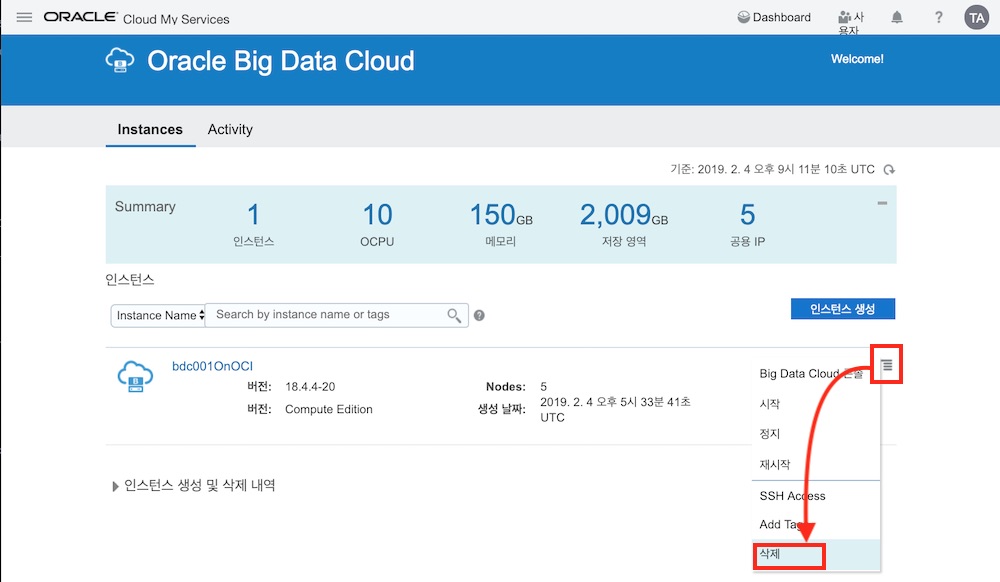 ORACLE® Cloud My Services
Dashboard
사
용자
?
TA
Oracle Big Data Cloud
Welcome!
Instances
Activity
기준: 2019. 2. 4 오후 9시 11분 10초 UTC
Summary
1
인스턴스
10
OCPU
150GB
메모리
2,009GB
저장 영역
5
공용 IP
인스턴스
Instance Name
Search by instance name or tags
?
인스턴스 생성
bdc001OnOCI
버전: 18.4.4-20
버전: Compute Edition
Nodes: 5
생성 날짜: 2019. 2. 4 오후 5시 33분 41초
UTC
Big Data Cloud
시작
정지
재시작
SSH Access
Add
삭제
인스턴스 생성 및 삭제 내역